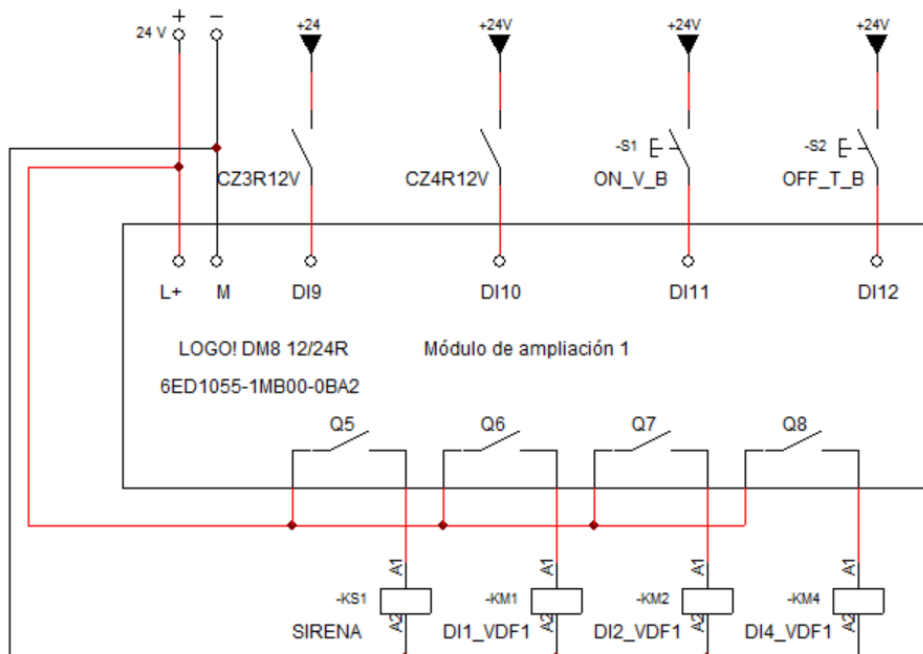 + −
24 V
+24
+24V
+24V
+24V
CZ3R12V
CZ4R12V
-S1
ON_V_B
-S2
OFF_T_B
L+
M
DI9
DI10
DI11
DI12
LOGO! DM8 12/24R
Módulo de ampliación 1
6ED1055-1MB00-0BA2
Q5
Q6
Q7
Q8
A1
A1
A1
A1
-KS1
-KM1
-KM2
-KM4
A2
A2
A2
A2
SIRENA
DI1_VDF1
DI2_VDF1
DI4_VDF1